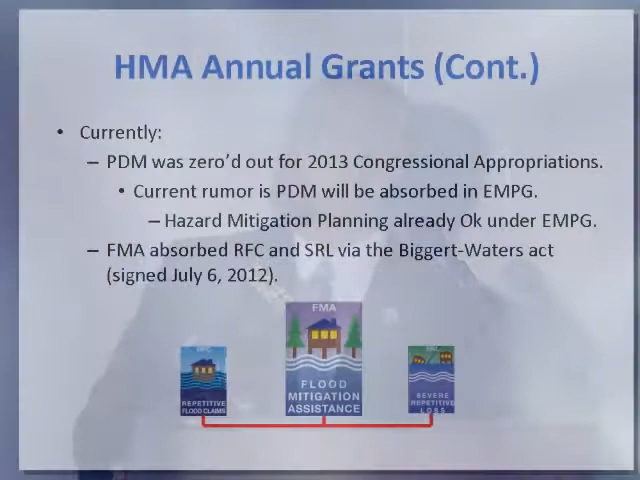 HMA Annual Grants (Cont.)
• Currently:
– PDM was zero'd out for 2013 Congressional Appropriations.
• Current rumor is PDM will be absorbed in EMPG.
– Hazard Mitigation Planning already Ok under EMPG.
– FMA absorbed RFC and SRL via the Biggert-Waters act
(signed July 6, 2012).
FMA
FLOOD
MITIGATION
ASSISTANCE
REPETITIVE
FLOOD CLAIMS
SEVERE
REPETITIVE
LOSS